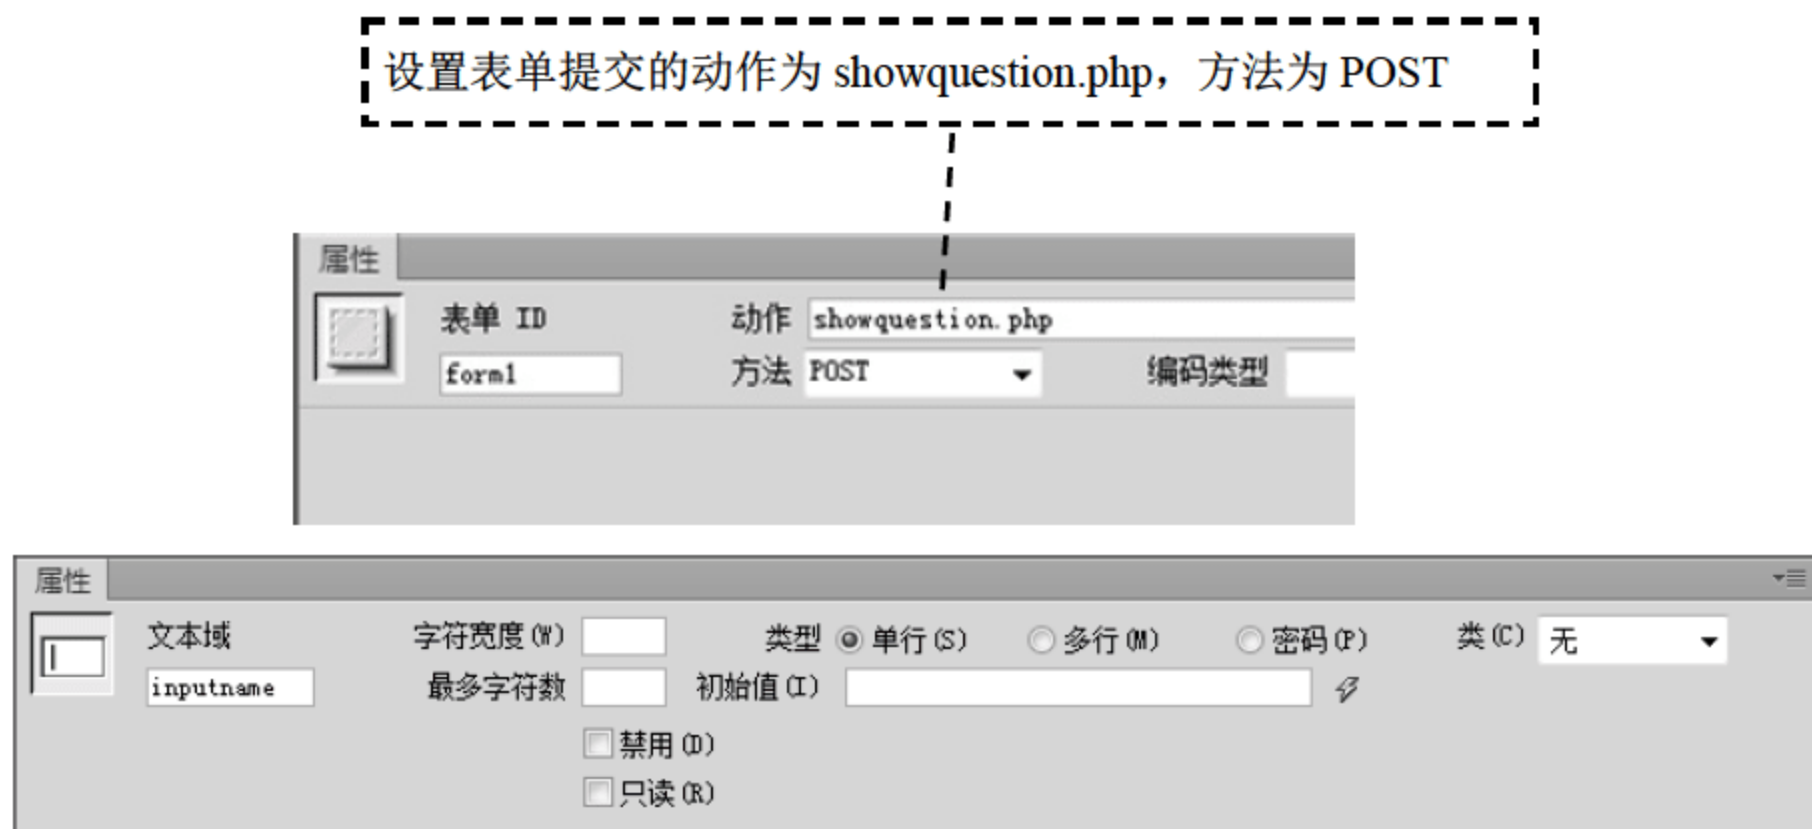 设置表单提交的动作为 showquestion.php，方法为 POST
属性
表单 ID 动作 showquestion.php
form1 方法 POST 编码类型
属性
文本域 字符宽度(W) 类型 单行(S) 多行(M) 密码(P) 类(C) 无
inputname 最多字符数 初始值(I)
禁用(D)
只读(R)